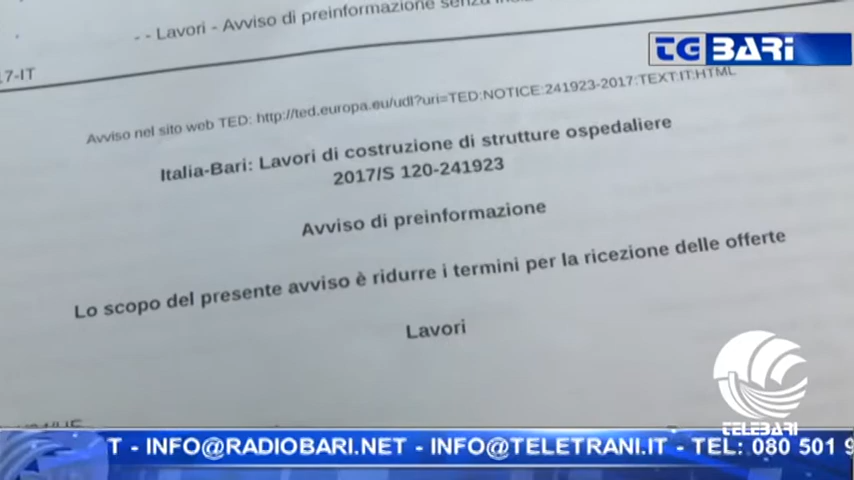 - - Lavori - Avviso di preinformazione
17-IT
TG BARI
Avviso nel sito web TED: http://ted.europa.eu/udl?uri=TED:NOTICE:241923-2017:TEXT:IT:HTML
Italia-Bari: Lavori di costruzione di strutture ospedaliere
2017/S 120-241923
Avviso di preinformazione
Lo scopo del presente avviso è ridurre i termini per la ricezione delle offerte
Lavori
TELEBARI
T - INFO@RADIOBARI.NET - INFO@TELETRANI.IT - TEL: 080 501 9